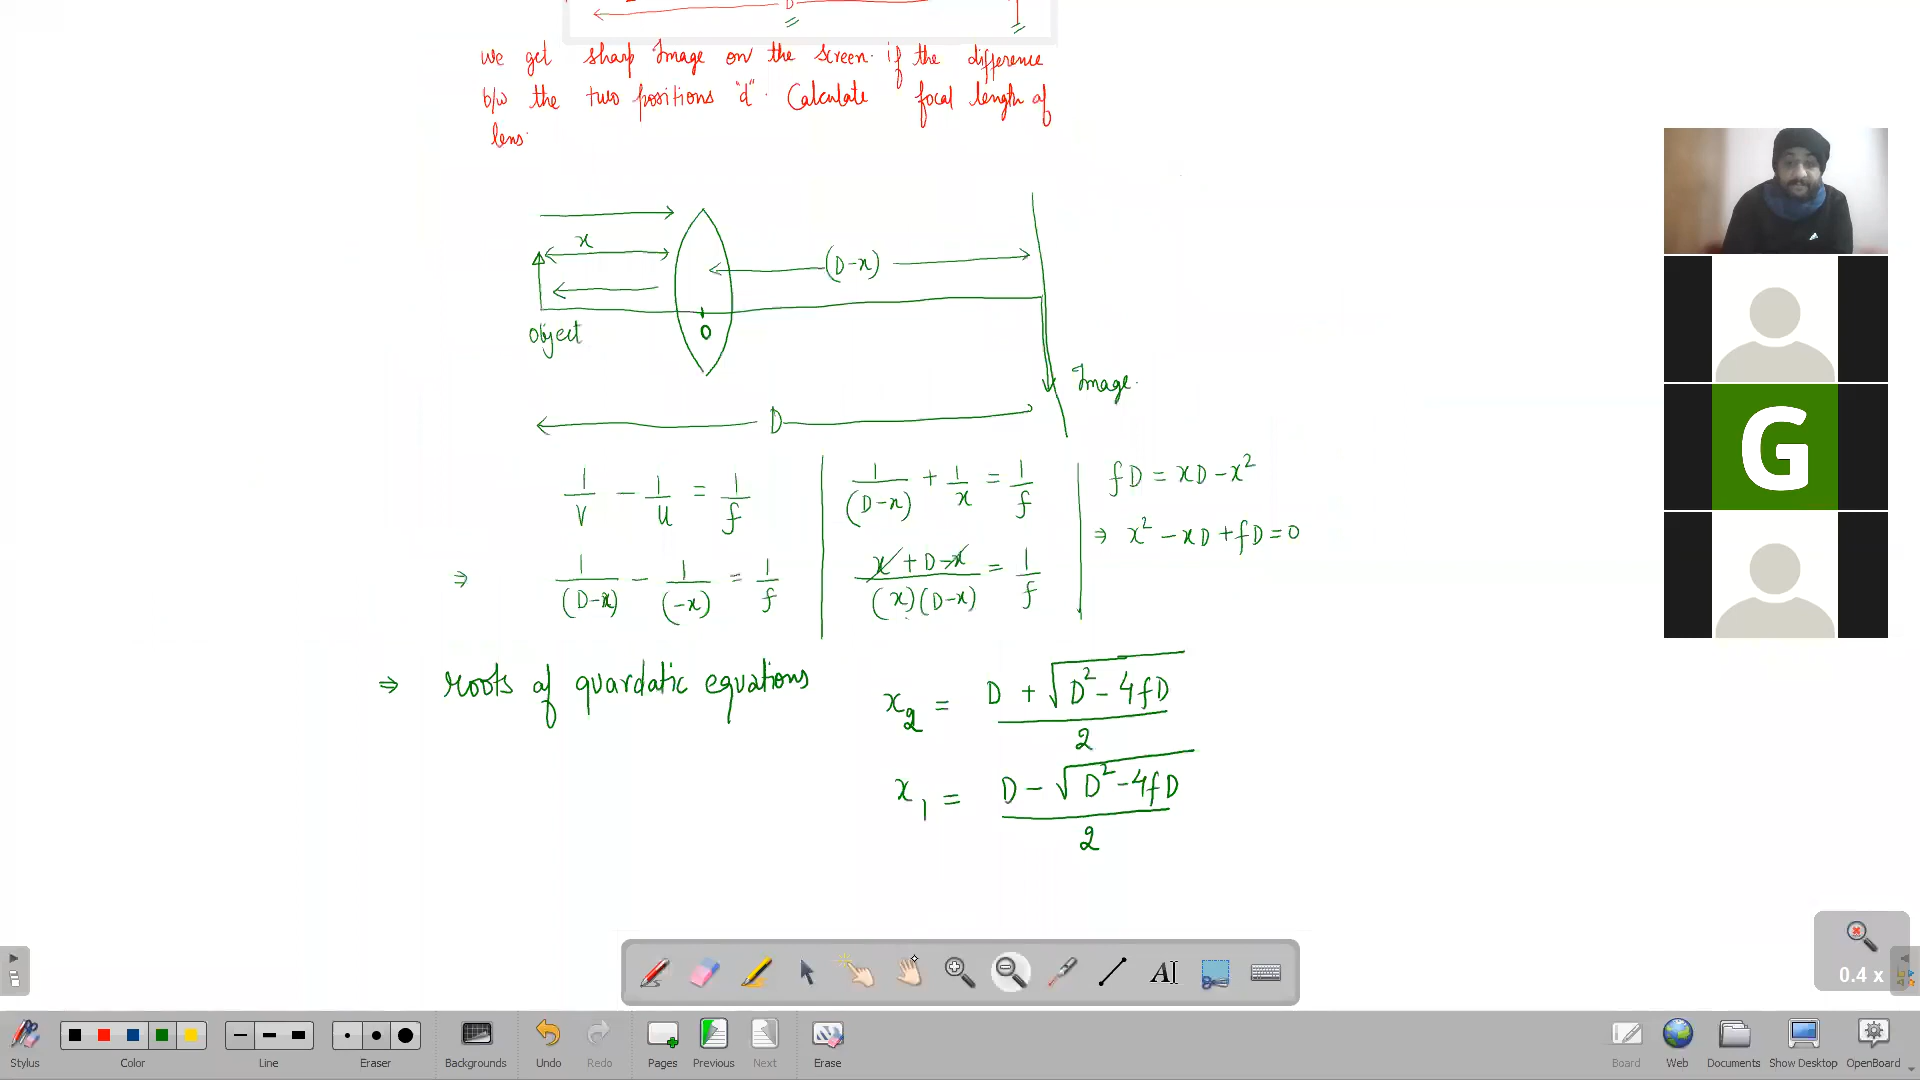 D
we get sharp Image on the screen. if the difference
b/w the two positions "d". Calculate focal length of
lens
x
(D-x)
Object
O
Image.
D
1/V - 1/u = 1/f
⇒ 1/(D-x) - 1/(-x) = 1/f
1/(D-x) + 1/x = 1/f
x + D - x / (x)(D-x) = 1/f
fD = xD - x²
⇒ x² - xD + fD = 0
⇒ roots of quardatic equations
x₂ = D + √D² - 4fD / 2
x₁ = D - √D² - 4fD / 2
G
0.4 x
AI
Stylus
Color
Line
Eraser
Backgrounds
Undo
Redo
Pages
Previous
Next
Erase
Board
Web
Documents
Show Desktop
OpenBoard